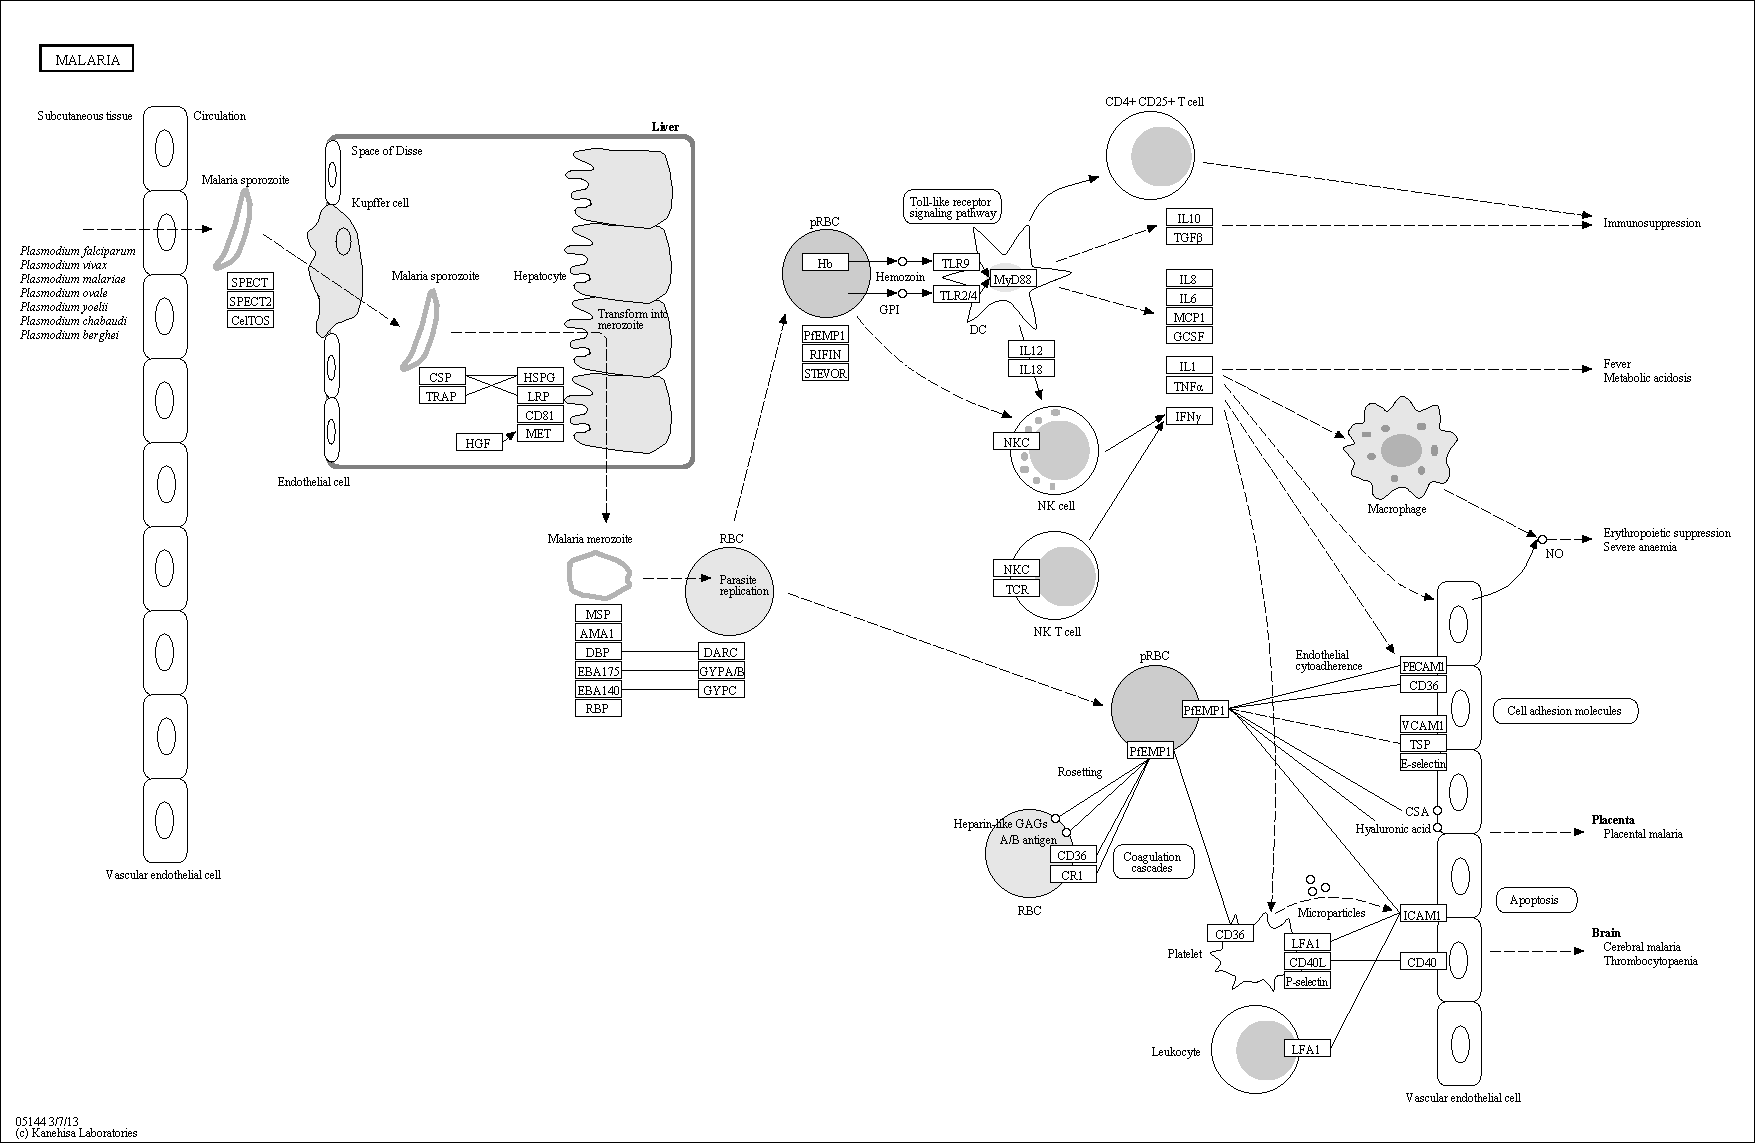 MALARIA
Subcutaneous tissue
Circulation
Malaria sporozoite
Plasmodium falciparum
Plasmodium vivax
Plasmodium malariae
Plasmodium ovale
Plasmodium yoelii
Plasmodium chabaudi
Plasmodium berghei
SPECT
SPECT2
CelTOS
Vascular endothelial cell
Liver
Space of Disse
Kupffer cell
Malaria sporozoite
Hepatocyte
Transform into
merozoite
CSP
TRAP
HSPG
LRP
CD81
MET
HGF
Endothelial cell
Malaria merozoite
MSP
AMA1
DBP
EBA175
EBA140
RBP
RBC
Parasite
replication
DARC
GYPA/B
GYPC
pRBC
Hb
Hemozoin
GPI
PfEMP1
RIFIN
STEVOR
Toll-like receptor
signaling pathway
TLR9
TLR2/4
MyD88
DC
IL12
IL18
NKC
NK cell
NKC
TCR
NK T cell
CD4+ CD25+ T cell
IL10
TGFβ
IL8
IL6
MCP1
GCSF
IL1
TNFα
IFNγ
Immunosuppression
Fever
Metabolic acidosis
Macrophage
NO
Erythropoietic suppression
Severe anaemia
pRBC
PfEMP1
PfEMP1
Rosetting
Heparin-like GAGs
A/B antigen
CD36
CR1
RBC
Coagulation
cascades
Endothelial
cytoadherence
PECAM1
CD36
VCAM1
TSP
E-selectin
CSA
Hyaluronic acid
Cell adhesion molecules
Placenta
Placental malaria
Apoptosis
Brain
Cerebral malaria
Thrombocytopaenia
Microparticles
ICAM1
CD36
Platelet
LFA1
CD40L
P-selectin
CD40
Leukocyte
LFA1
Vascular endothelial cell
05144 3/7/13
(c) Kanehisa Laboratories